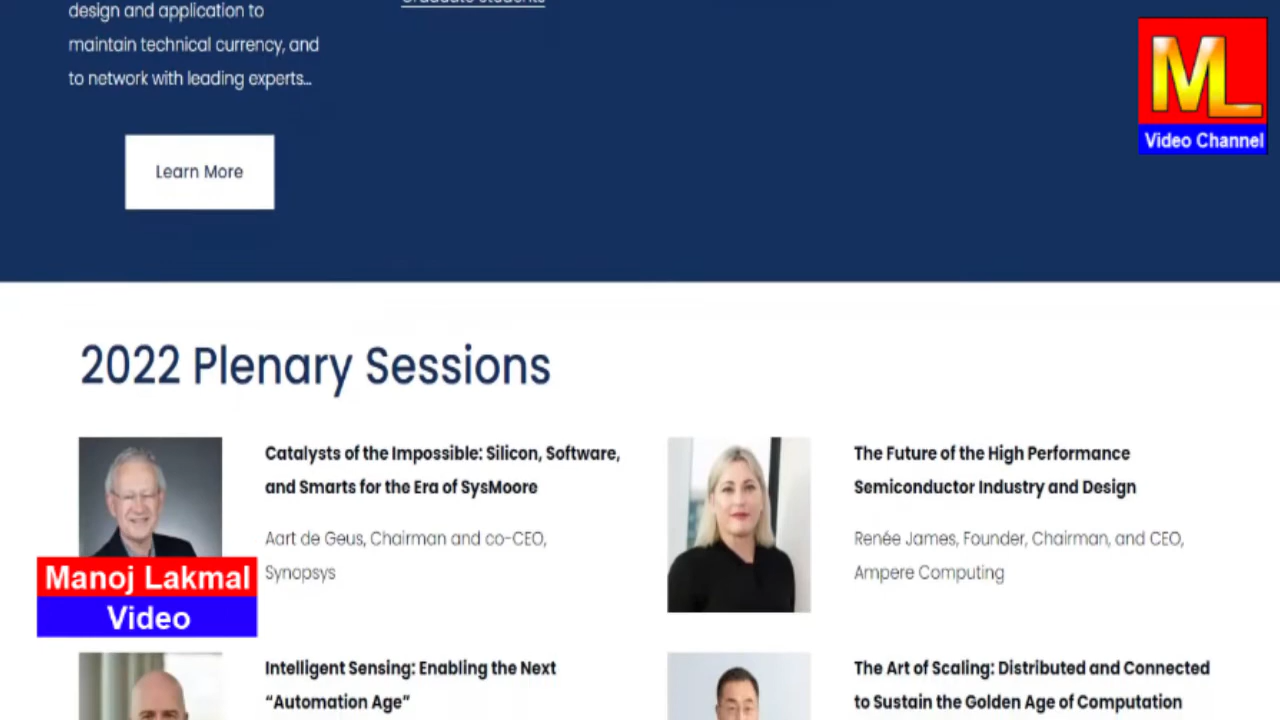 design and application to
maintain technical currency, and
to network with leading experts...
Graduate Students
Learn More
ML
Video Channel
2022 Plenary Sessions
Catalysts of the Impossible: Silicon, Software,
and Smarts for the Era of SysMoore
Aart de Geus, Chairman and co-CEO,
Synopsys
The Future of the High Performance
Semiconductor Industry and Design
Renée James, Founder, Chairman, and CEO,
Ampere Computing
Manoj Lakmal
Video
Intelligent Sensing: Enabling the Next
“Automation Age”
The Art of Scaling: Distributed and Connected
to Sustain the Golden Age of Computation